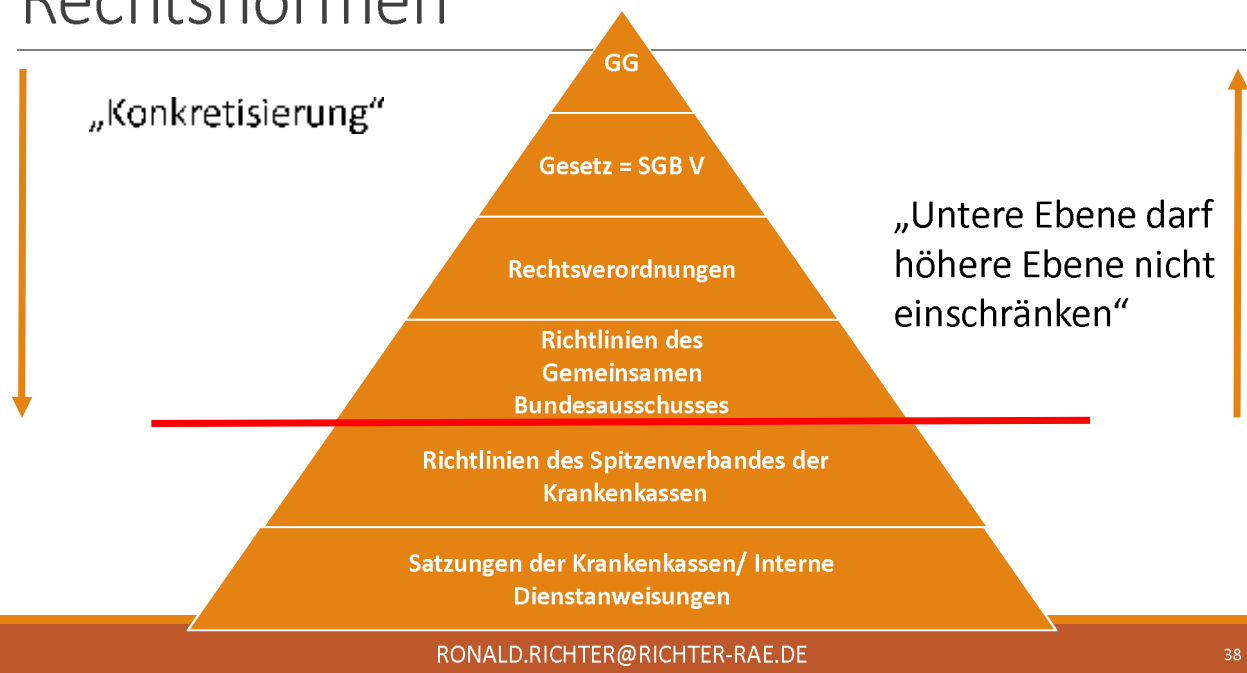 Rechtsnormen
GG
„Konkretisierung“
Gesetz = SGB V
„Untere Ebene darf
höhere Ebene nicht
einschränken“
Rechtsverordnungen
Richtlinien des
Gemeinsamen
Bundesausschusses
Richtlinien des Spitzenverbandes der
Krankenkassen
Satzungen der Krankenkassen/ Interne
Dienstanweisungen
RONALD.RICHTER@RICHTER-RAE.DE
38